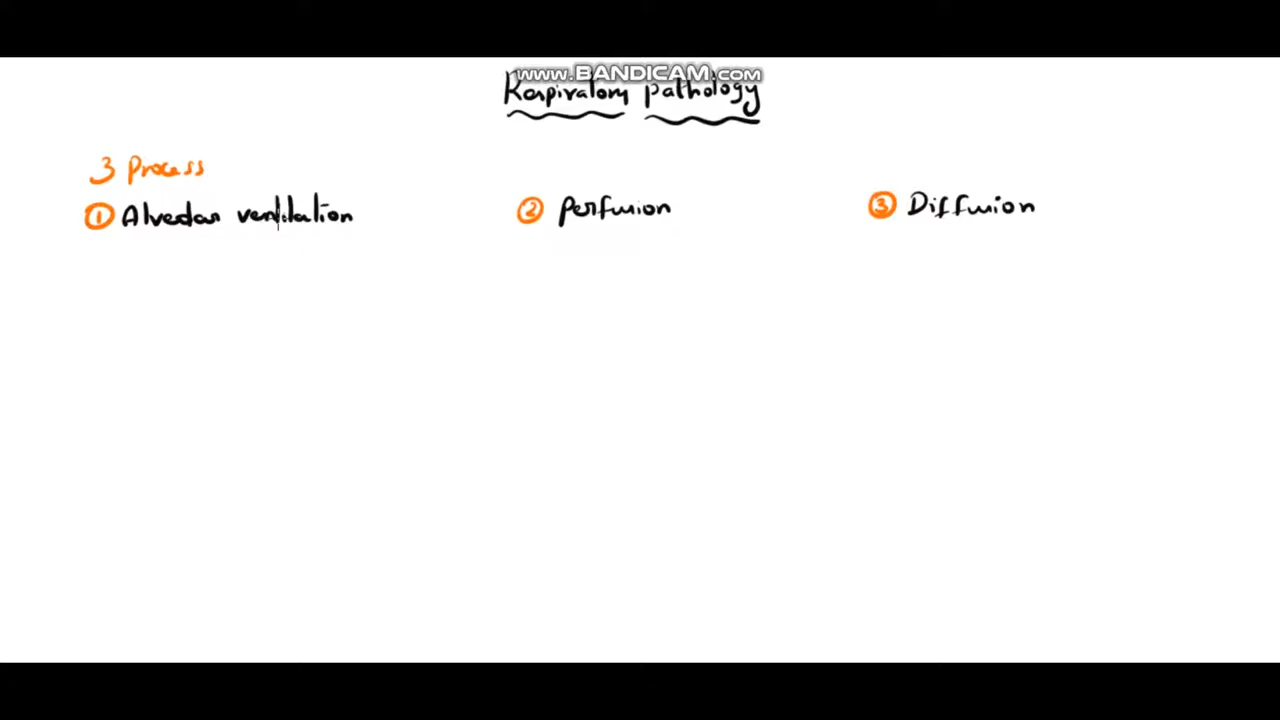 www.BANDICAM.com
Respiratory pathology
3 Process
① Alveolar ventilation
② Perfusion
③ Diffusion